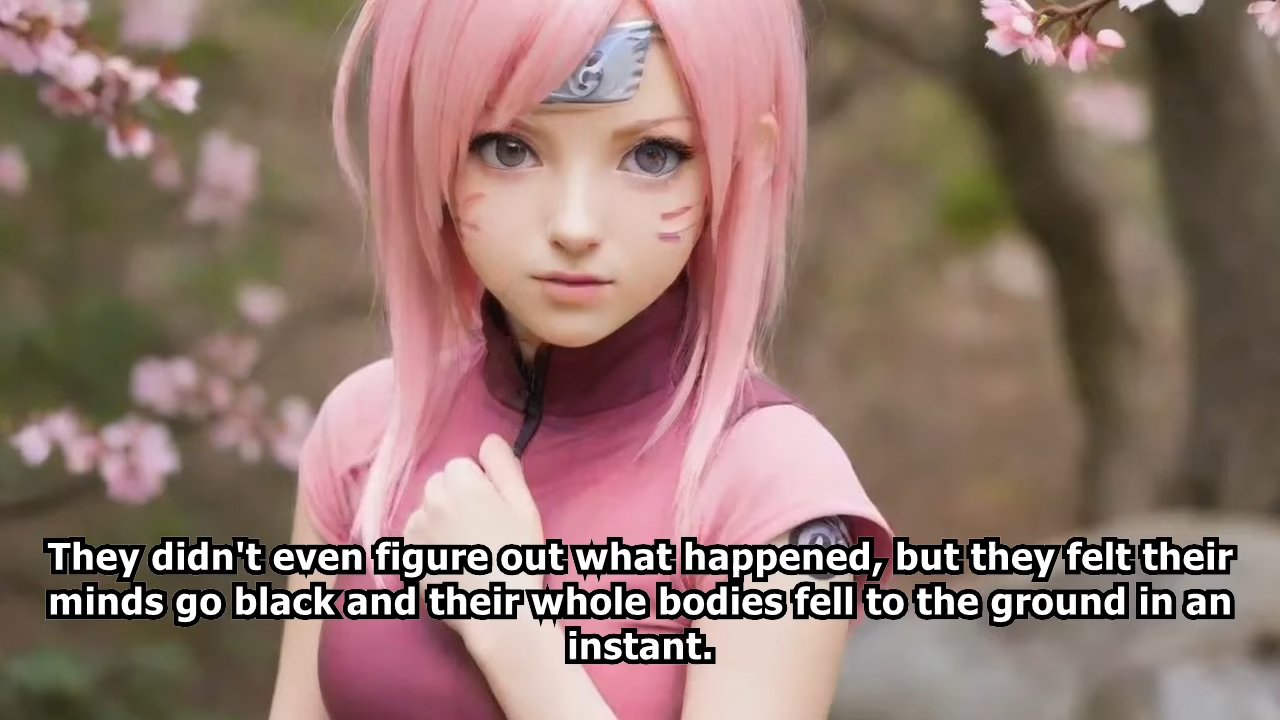 They didn't even figure out what happened, but they felt their
minds go black and their whole bodies fell to the ground in an
instant.